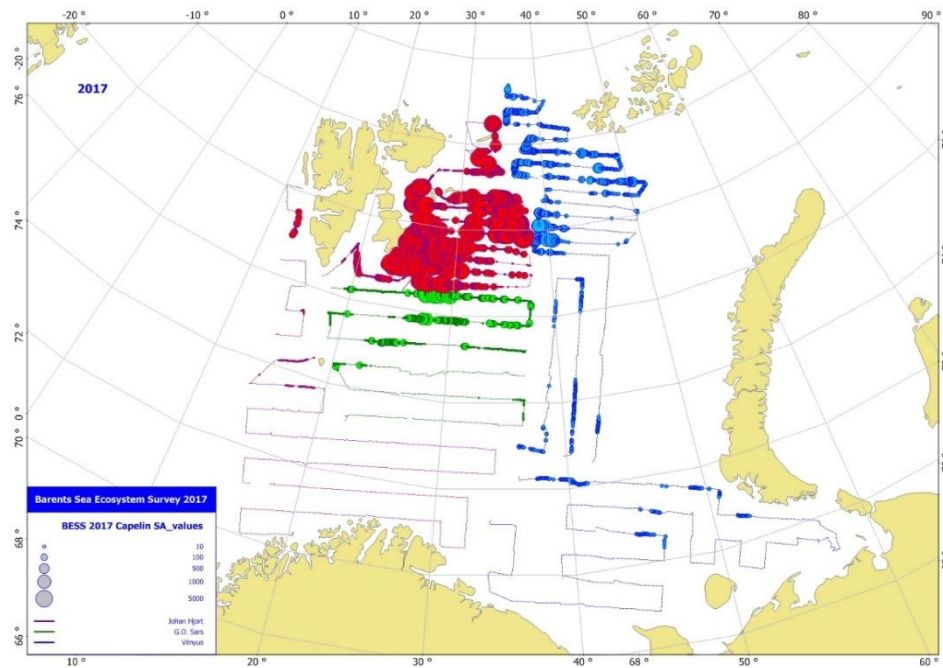 -20 ° -10 ° 0 ° 10 ° 20 ° 30 ° 40 ° 50 ° 60 ° 70 ° 80 ° 90 °
-20 °
76 °
74 °
72 °
0 °
70 °
68 °
66 °
2017
Barents Sea Ecosystem Survey 2017
BESS 2017 Capelin SA_values
10
100
500
1000
5000
Johan Hjort
G.O. Sars
Vilnyus
10 ° 20 ° 30 ° 40 ° 68 ° 50 ° 60 °